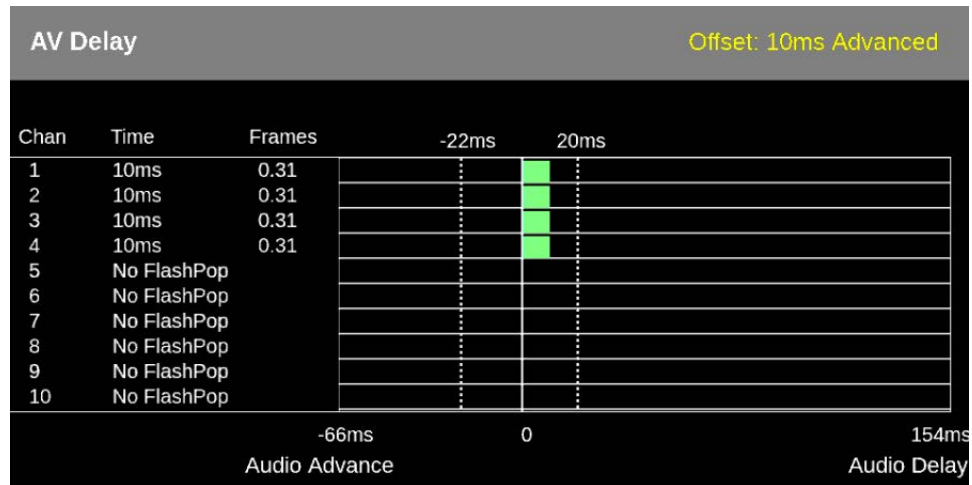 AV Delay Offset: 10ms Advanced
Chan Time Frames -22ms 20ms
1 10ms 0.31
2 10ms 0.31
3 10ms 0.31
4 10ms 0.31
5 No FlashPop
6 No FlashPop
7 No FlashPop
8 No FlashPop
9 No FlashPop
10 No FlashPop
-66ms 0 154ms
Audio Advance Audio Delay